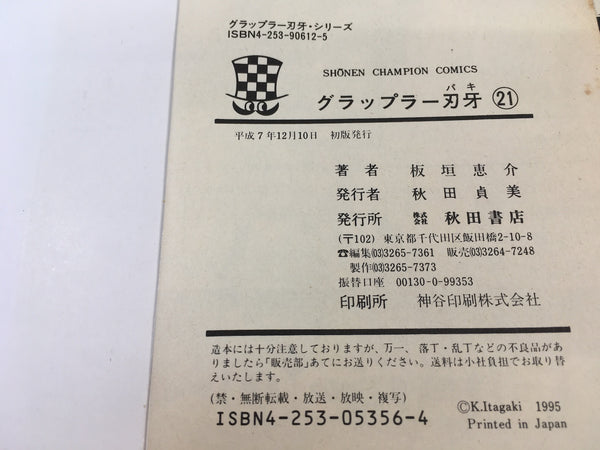 グラップラー刃牙・シリーズ
ISBN4-253-90612-5
SHŌNEN CHAMPION COMICS
バキ
グラップラー刃牙 ㉑
平成7年12月10日 初版発行
著者 板垣恵介
発行者 秋田貞美
発行所 株式会社 秋田書店
(〒102) 東京都千代田区飯田橋2-10-8
☎編集(03)3265-7361 販売(03)3264-7248
製作(03)3265-7373
振替口座 00130-0-99353
印刷所 神谷印刷株式会社
造本には十分注意しておりますが、万一、落丁・乱丁などの不良品があ
りましたら「販売部」あてにお送りください。送料は小社負担でお取り替
えいたします。
(禁・無断転載・放送・放映・複写)
ISBN4-253-05356-4
©K.Itagaki 1995
Printed in Japan